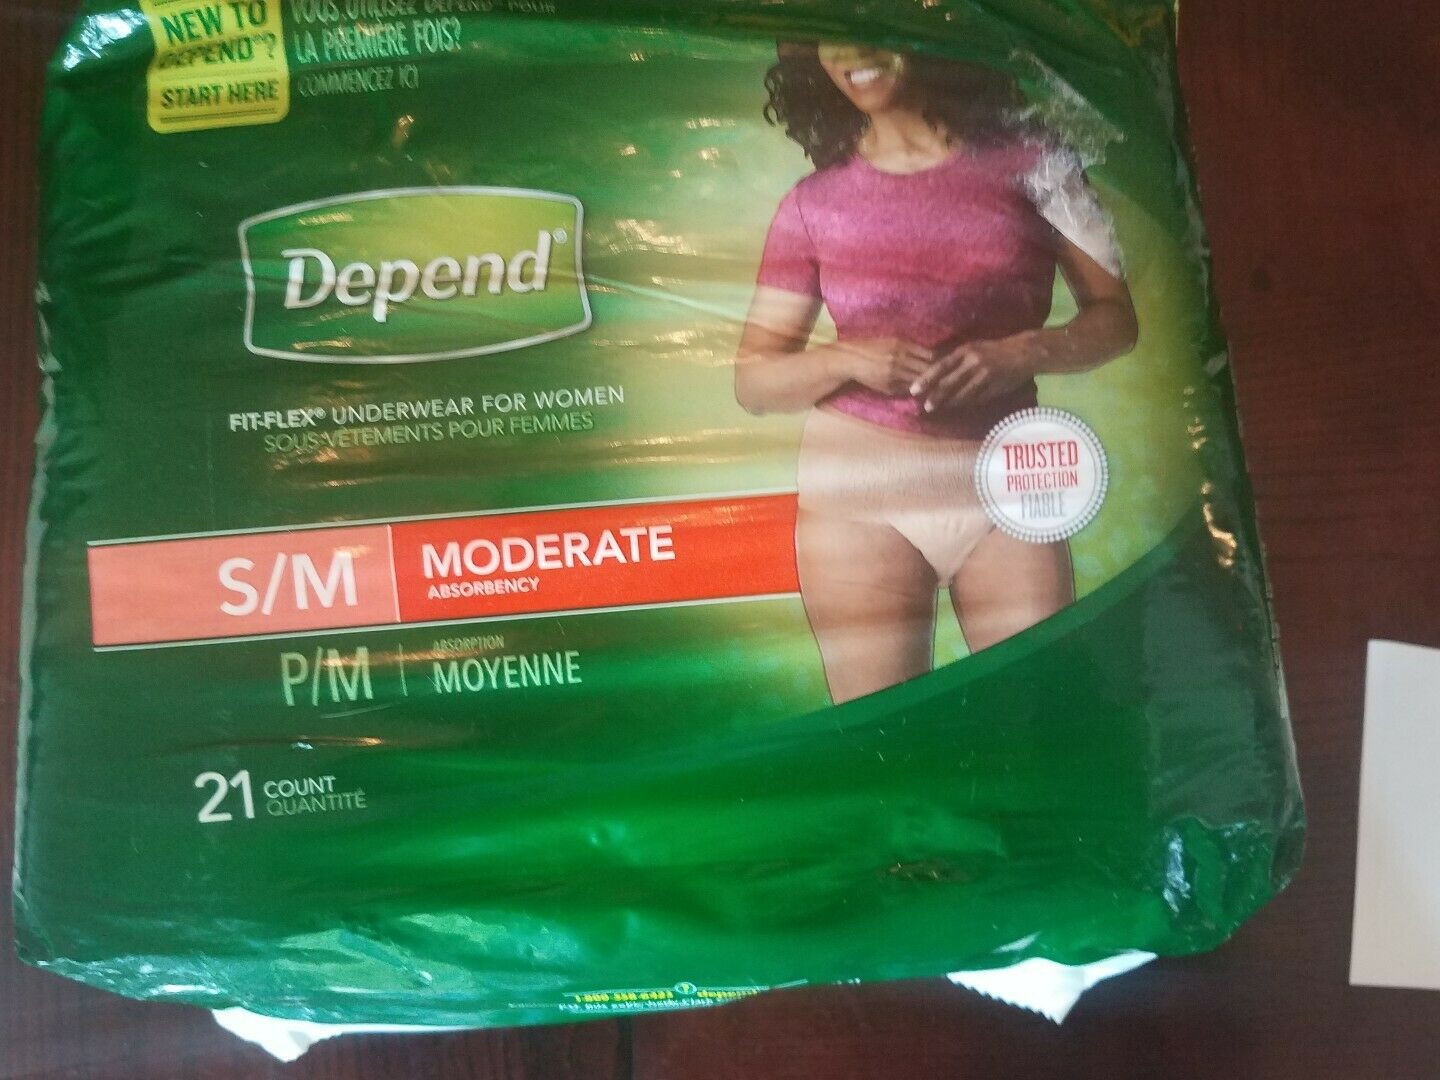 NEW TO
DEPEND®?
START HERE
VOUS UTILISEZ DEPEND® POUR
LA PREMIÈRE FOIS?
COMMENCEZ ICI
Depend®
FIT-FLEX® UNDERWEAR FOR WOMEN
SOUS-VÊTEMENTS POUR FEMMES
TRUSTED
PROTECTION
FIABLE
S/M
MODERATE
ABSORBENCY
P/M
ABSORPTION
MOYENNE
21 COUNT
QUANTITÉ